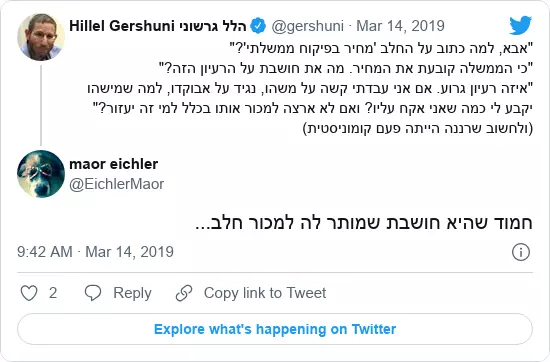 Hillel Gershuni הלל גרשוני @gershuni · Mar 14, 2019
"אבא, למה כתוב על החלב 'מחיר בפיקוח ממשלתי'?"
"כי הממשלה קובעת את המחיר. מה את חושבת על הרעיון הזה?"
"איזה רעיון גרוע. אם אני עבדתי קשה על משהו, נגיד על אבוקדו, למה שמישהו
יקבע לי כמה שאני אקח עליו? ואם לא ארצה למכור אותו בכלל למי זה יעזור?"
(ולחשוב שרננה הייתה פעם קומוניסטית)
maor eichler
@EichlerMaor
חמוד שהיא חושבת שמותר לה למכור חלב...
9:42 AM · Mar 14, 2019
2 Reply Copy link to Tweet
Explore what's happening on Twitter